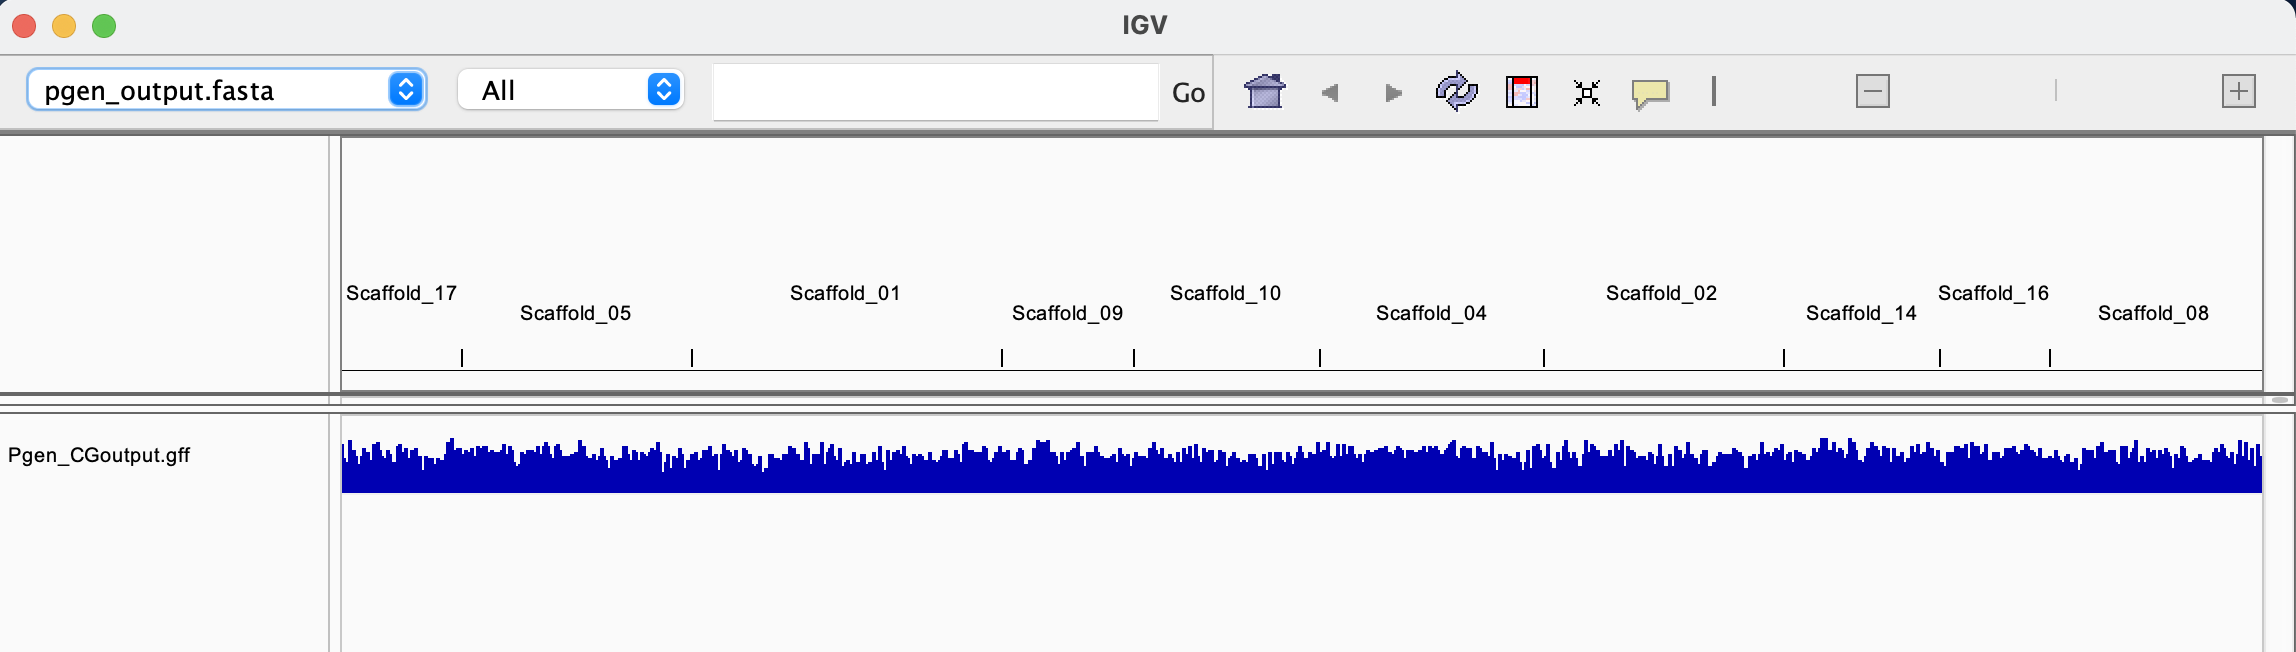 IGV
pgen_output.fasta All Go
Scaffold_17 Scaffold_01 Scaffold_10 Scaffold_02 Scaffold_16
Scaffold_05 Scaffold_09 Scaffold_04 Scaffold_14 Scaffold_08
Pgen_CGoutput.gff